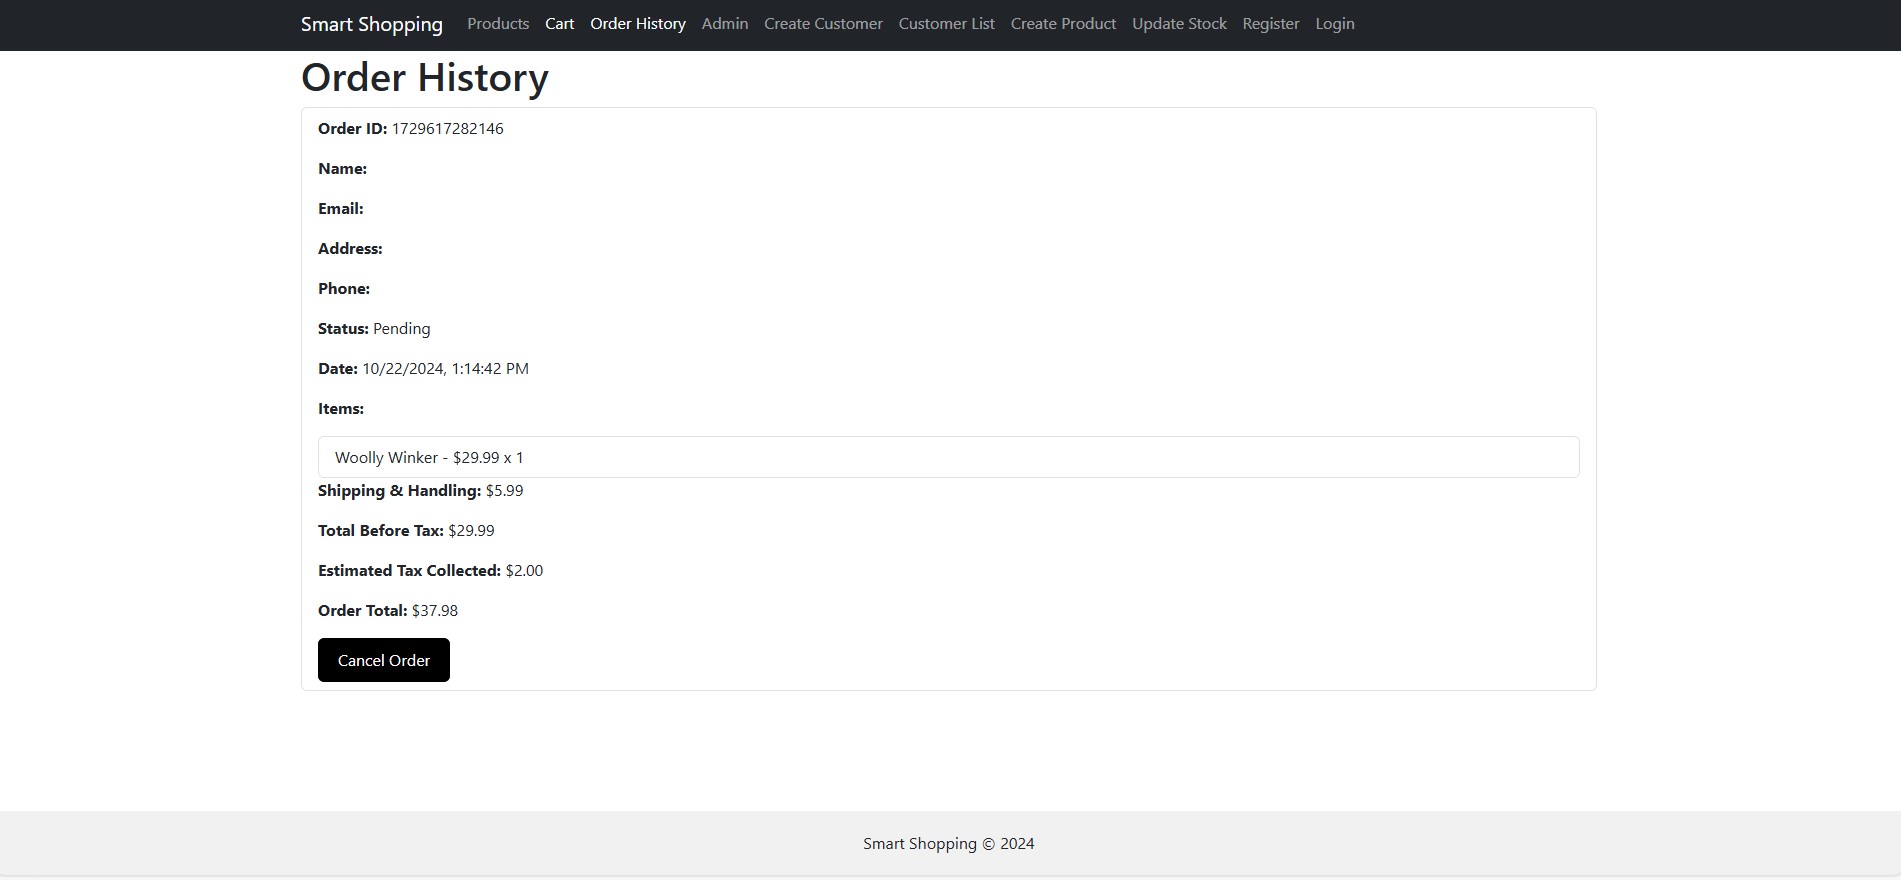 Smart Shopping Products Cart Order History Admin Create Customer Customer List Create Product Update Stock Register Login
Order History
Order ID: 1729617282146
Name:
Email:
Address:
Phone:
Status: Pending
Date: 10/22/2024, 1:14:42 PM
Items:
Woolly Winker - $29.99 x 1
Shipping & Handling: $5.99
Total Before Tax: $29.99
Estimated Tax Collected: $2.00
Order Total: $37.98
Cancel Order
Smart Shopping © 2024